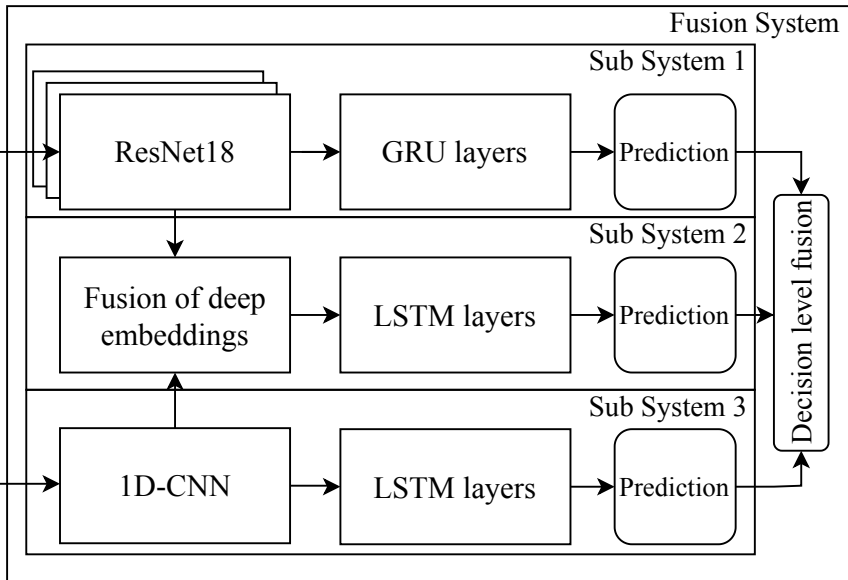 Fusion System
Sub System 1
ResNet18
GRU layers
Prediction
Sub System 2
Fusion of deep
embeddings
LSTM layers
Prediction
Sub System 3
1D-CNN
LSTM layers
Prediction
Decision level fusion